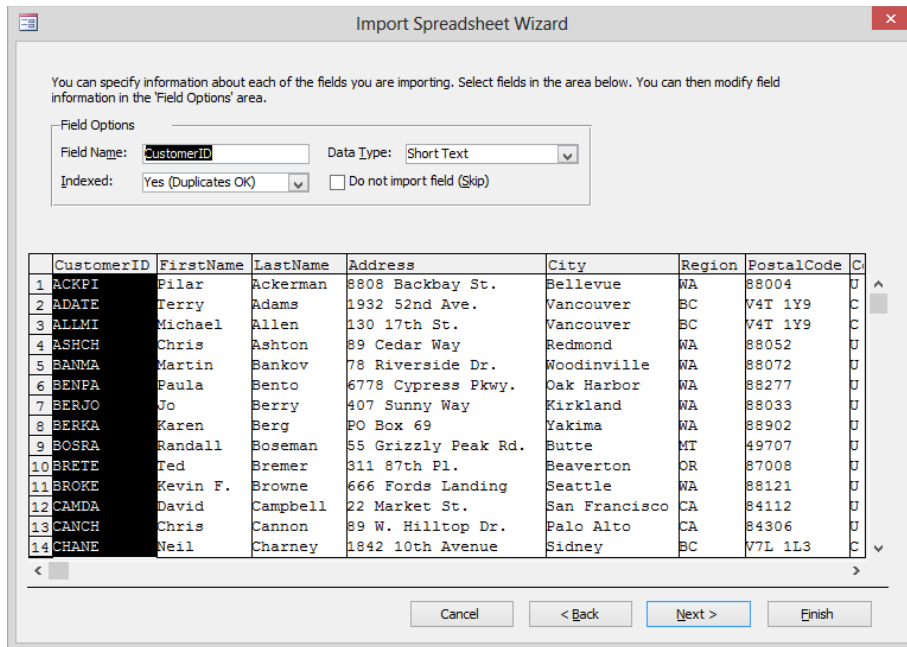 Import Spreadsheet Wizard
You can specify information about each of the fields you are importing. Select fields in the area below. You can then modify field
information in the 'Field Options' area.
Field Options
Field Name: CustomerID Data Type: Short Text
Indexed: Yes (Duplicates OK) Do not import field (Skip)
CustomerID FirstName LastName Address City Region PostalCode
1 ACKPI Pilar Ackerman 8808 Backbay St. Bellevue WA 88004 U
2 ADATE Terry Adams 1932 52nd Ave. Vancouver BC V4T 1Y9 C
3 ALLMI Michael Allen 130 17th St. Vancouver BC V4T 1Y9 C
4 ASHCH Chris Ashton 89 Cedar Way Redmond WA 88052 U
5 BANMA Martin Bankov 78 Riverside Dr. Woodinville WA 88072 U
6 BENPA Paula Bento 6778 Cypress Pkwy. Oak Harbor WA 88277 U
7 BERJO Jo Berry 407 Sunny Way Kirkland WA 88033 U
8 BERKA Karen Berg PO Box 69 Yakima WA 88902 U
9 BOSRA Randall Boseman 55 Grizzly Peak Rd. Butte MT 49707 U
10 BRETE Ted Bremer 311 87th Pl. Beaverton OR 87008 U
11 BROKE Kevin F. Browne 666 Fords Landing Seattle WA 88121 U
12 CAMDA David Campbell 22 Market St. San Francisco CA 84112 U
13 CANCH Chris Cannon 89 W. Hilltop Dr. Palo Alto CA 84306 U
14 CHANE Neil Charney 1842 10th Avenue Sidney BC V7L 1L3 C
Cancel < Back Next > Finish